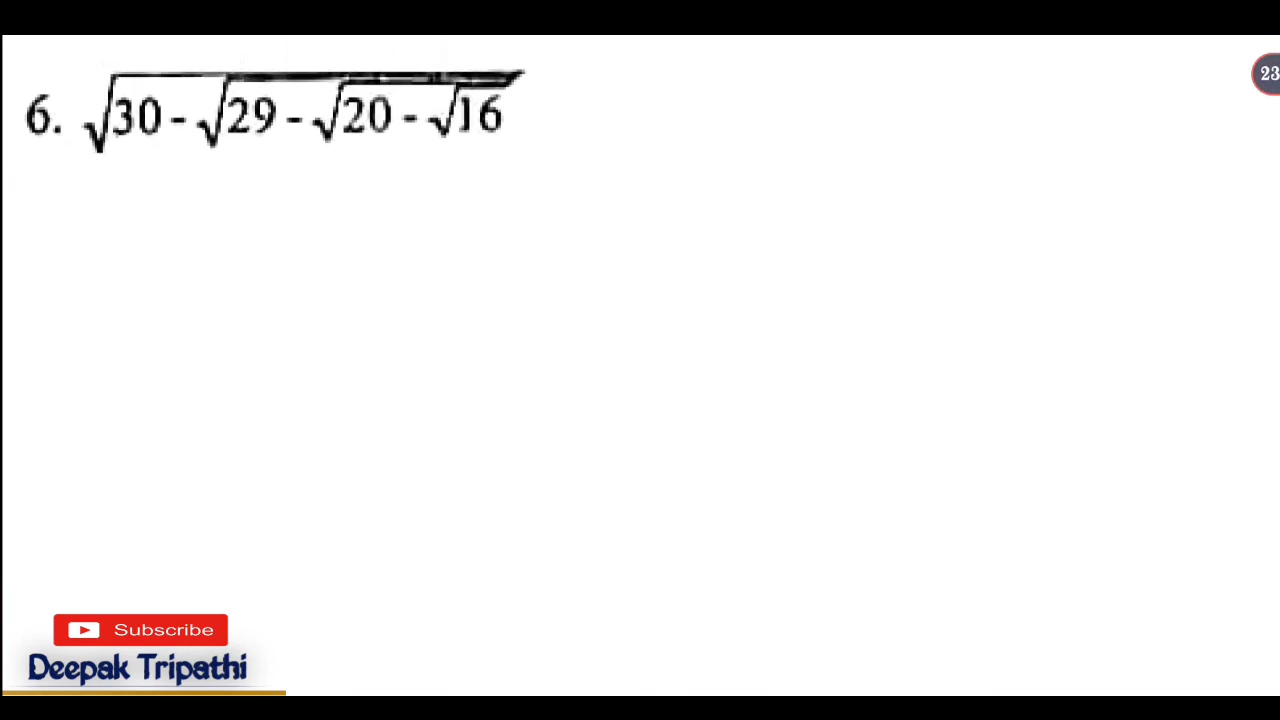 6. √30 - √29 - √20 - √16
23
Subscribe
Deepak Tripathi